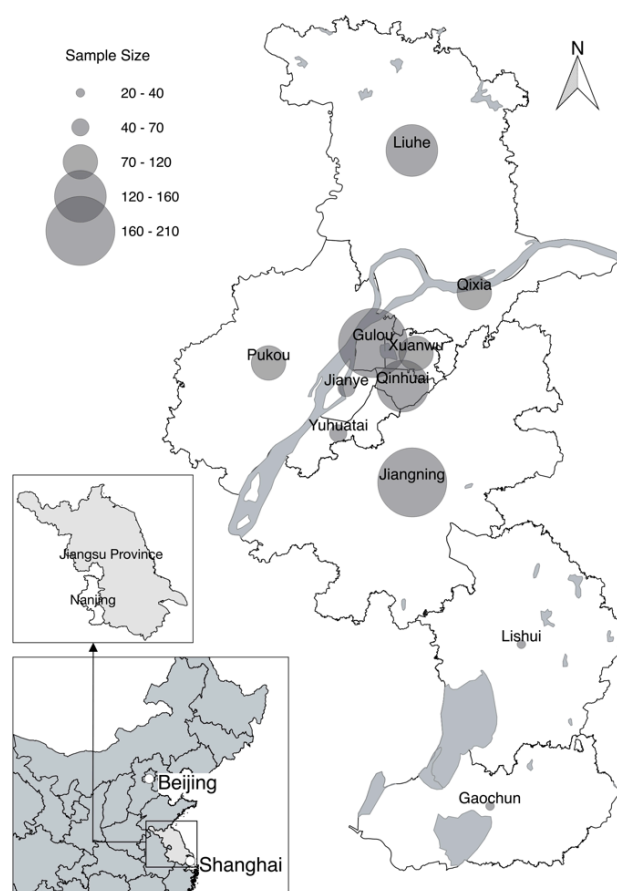 Sample Size
20 - 40
40 - 70
70 - 120
120 - 160
160 - 210
N
Liuhe
Qixia
Gulou
Xuanwu
Pukou
Jianye
Qinhuai
Yuhuatai
Jiangning
Jiangsu Province
Nanjing
Lishui
Gaochun
Beijing
Shanghai